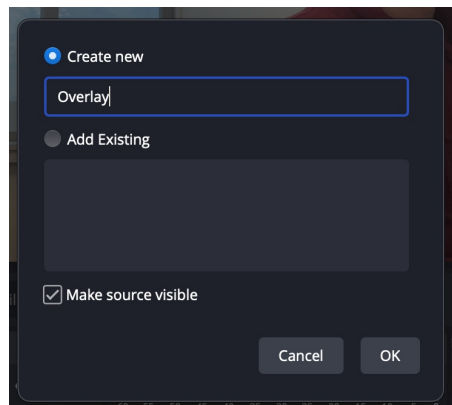 Create new
Overlay
Add Existing
Make source visible
Cancel
OK